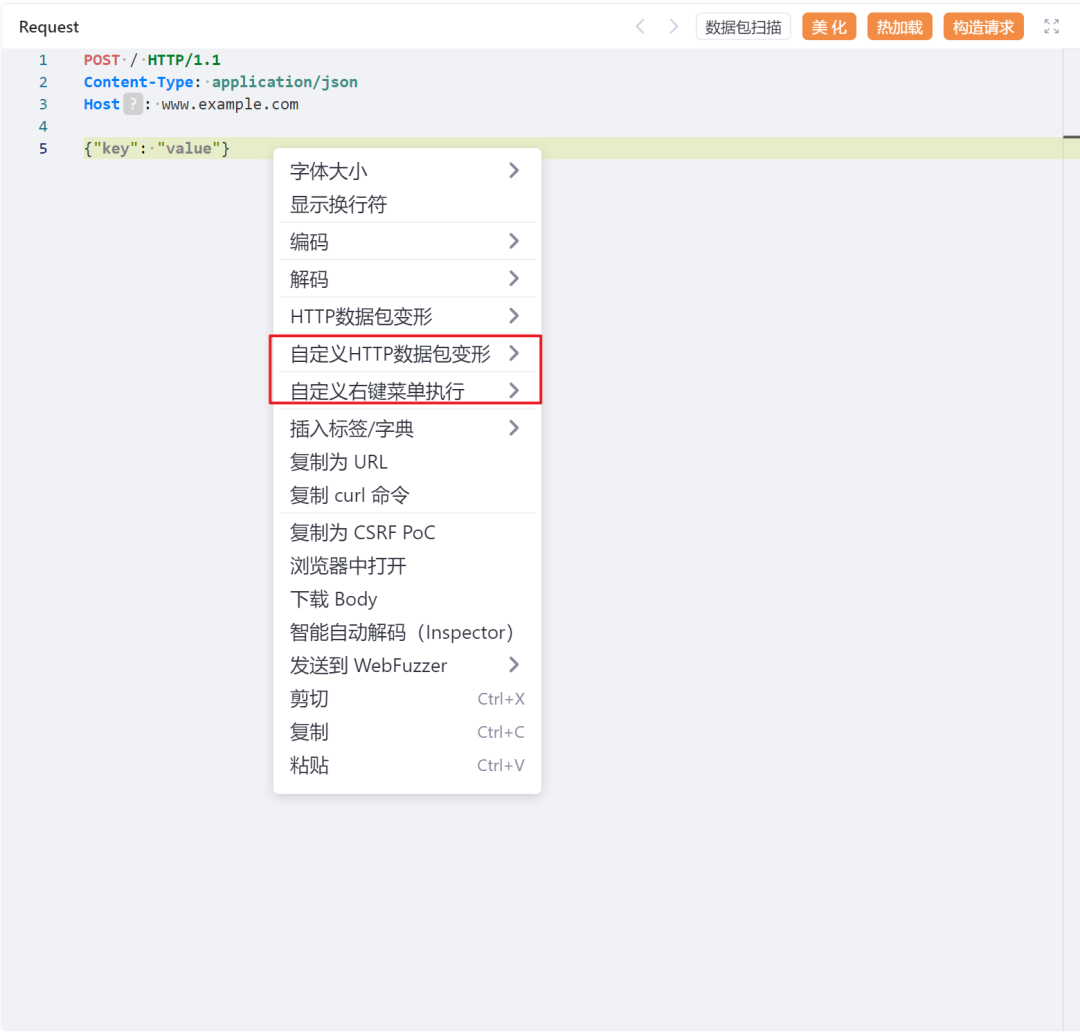 Request 数据包扫描 美 化 热加载 构造请求
1 POST / HTTP/1.1
2 Content-Type: application/json
3 Host ? : www.example.com
4
5 {"key": "value"}
字体大小
显示换行符
编码
解码
HTTP数据包变形
自定义HTTP数据包变形
自定义右键菜单执行
插入标签/字典
复制为 URL
复制 curl 命令
复制为 CSRF PoC
浏览器中打开
下载 Body
智能自动解码（Inspector）
发送到 WebFuzzer
剪切 Ctrl+X
复制 Ctrl+C
粘贴 Ctrl+V